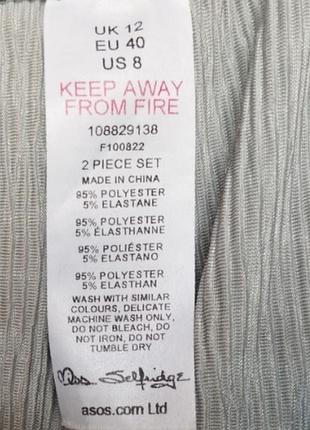 UK 12
EU 40
US 8
KEEP AWAY
FROM FIRE
108829138
F100822
2 PIECE SET
MADE IN CHINA
95% POLYESTER
5% ELASTANE
95% POLYESTER
5% ÉLASTHANNE
95% POLIÉSTER
5% ELASTANO
95% POLYESTER
5% ELASTHAN
WASH WITH SIMILAR
COLOURS, DELICATE
MACHINE WASH ONLY,
DO NOT BLEACH, DO
NOT IRON, DO NOT
TUMBLE DRY
Miss Selfridge
asos.com Ltd